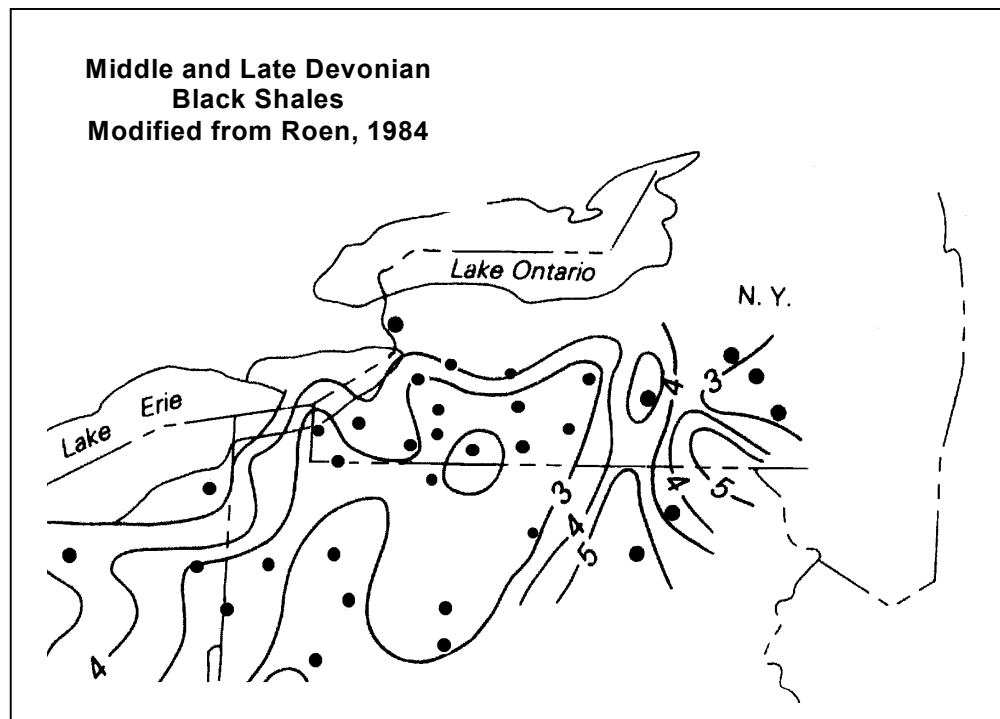 Middle and Late Devonian
Black Shales
Modified from Roen, 1984
Lake Ontario
N. Y.
Lake Erie
4
3
3
4
5
4
5
4